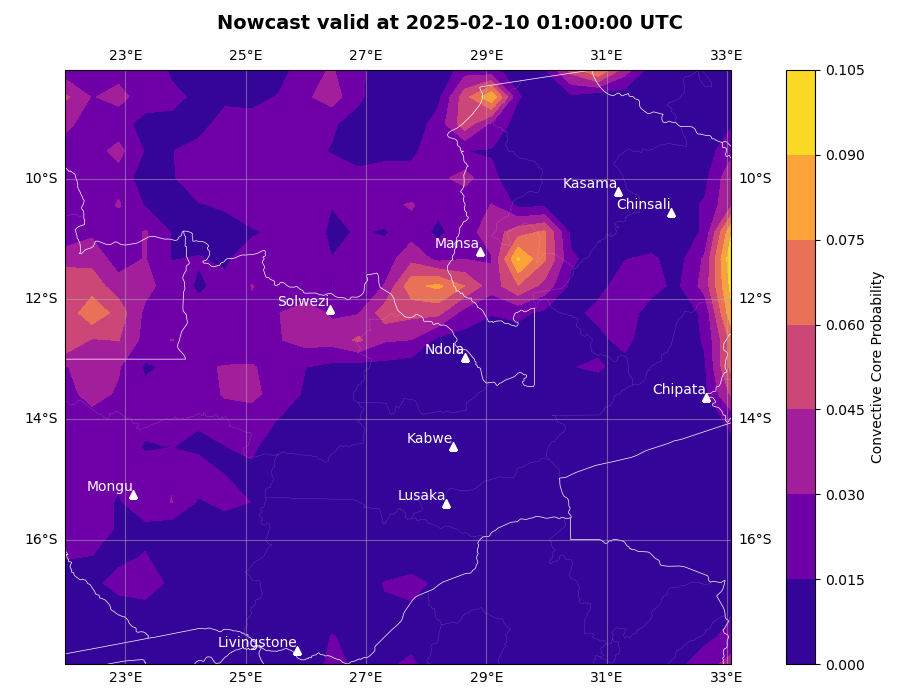 Nowcast valid at 2025-02-10 01:00:00 UTC
23°E 25°E 27°E 29°E 31°E 33°E
0.105
0.090
10°S 10°S
Kasama
Chinsali
0.075
Mansa
12°S 12°S
Solwezi
0.060
Ndola
Chipata
0.045
14°S 14°S
Kabwe
Mongu
Lusaka
0.030
16°S 16°S
0.015
Livingstone
0.000
23°E 25°E 27°E 29°E 31°E 33°E
Convective Core Probability